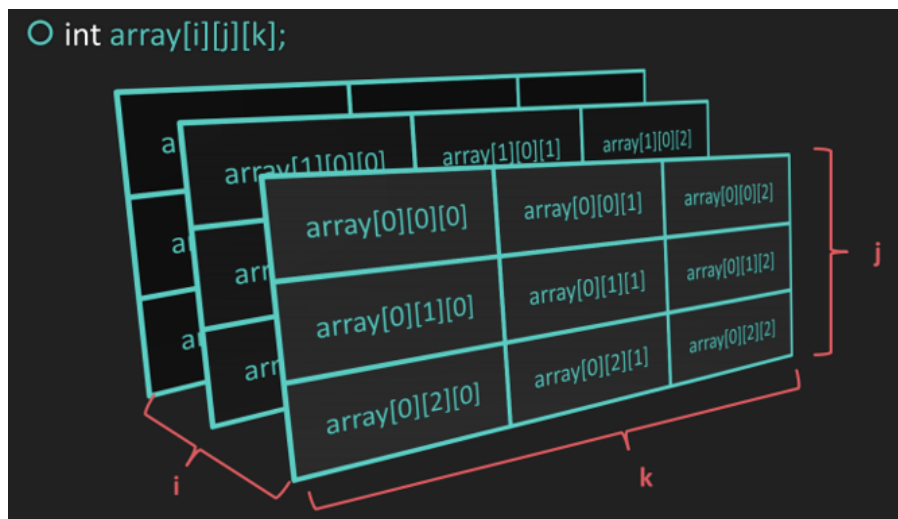 int array[i][j][k];
array[1][0][0] array[1][0][1] array[1][0][2]
array[0][0][0] array[0][0][1] array[0][0][2]
array[0][1][0] array[0][1][1] array[0][1][2]
array[0][2][0] array[0][2][1] array[0][2][2]
j
i
k